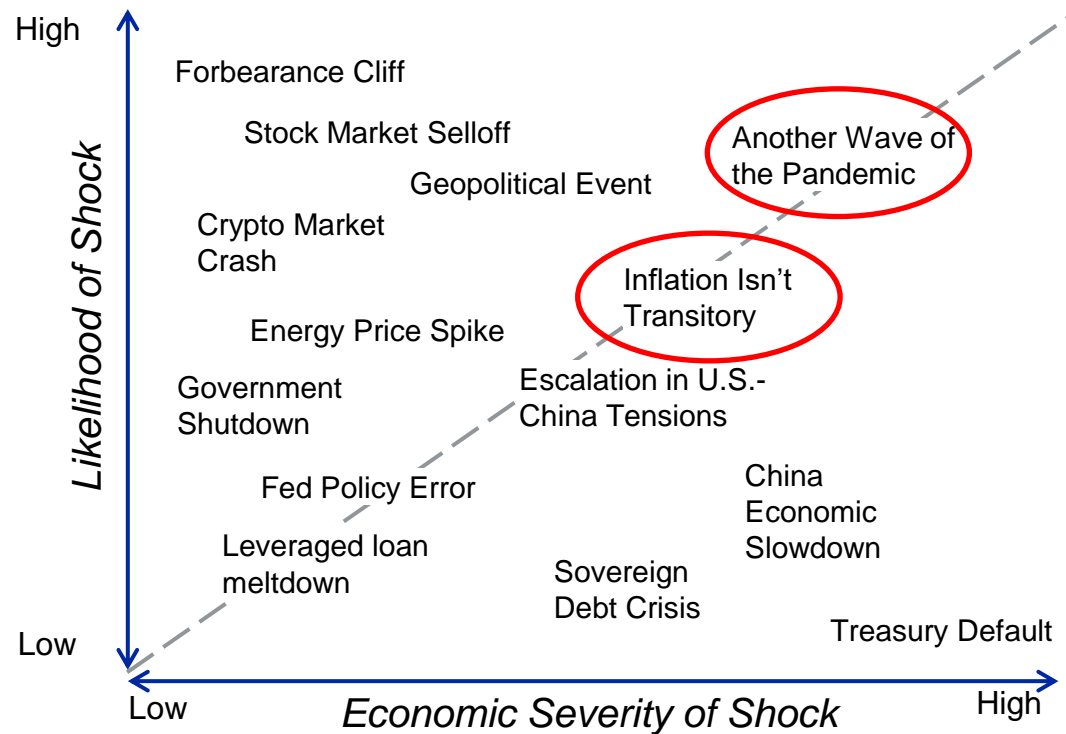 High
Forbearance Cliff
Stock Market Selloff
Another Wave of
the Pandemic
Geopolitical Event
Crypto Market
Crash
Inflation Isn’t
Transitory
Energy Price Spike
Government
Shutdown
Escalation in U.S.-
China Tensions
Fed Policy Error
China
Economic
Slowdown
Leveraged loan
meltdown
Sovereign
Debt Crisis
Treasury Default
Likelihood of Shock
Low
Low
Economic Severity of Shock
High